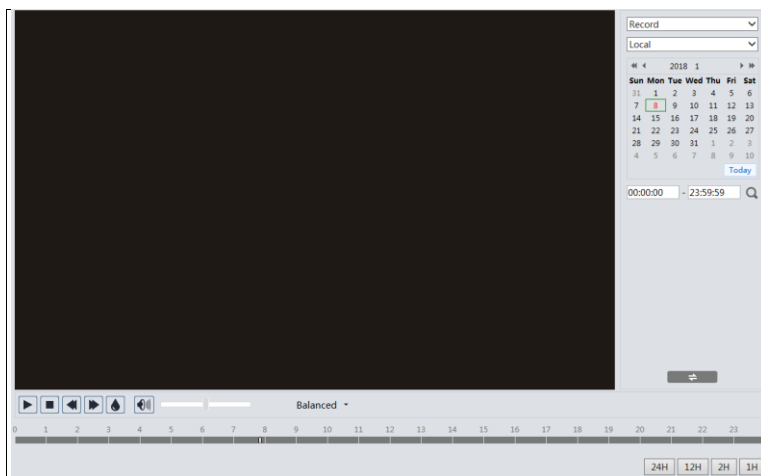 Record
Local
2018 1
Sun Mon Tue Wed Thu Fri Sat
31 1 2 3 4 5 6
7 8 9 10 11 12 13
14 15 16 17 18 19 20
21 22 23 24 25 26 27
28 29 30 31 1 2 3
4 5 6 7 8 9 10
Today
00:00:00 - 23:59:59
Balanced
0 1 2 3 4 5 6 7 8 9 10 11 12 13 14 15 16 17 18 19 20 21 22 23
24H 12H 2H 1H